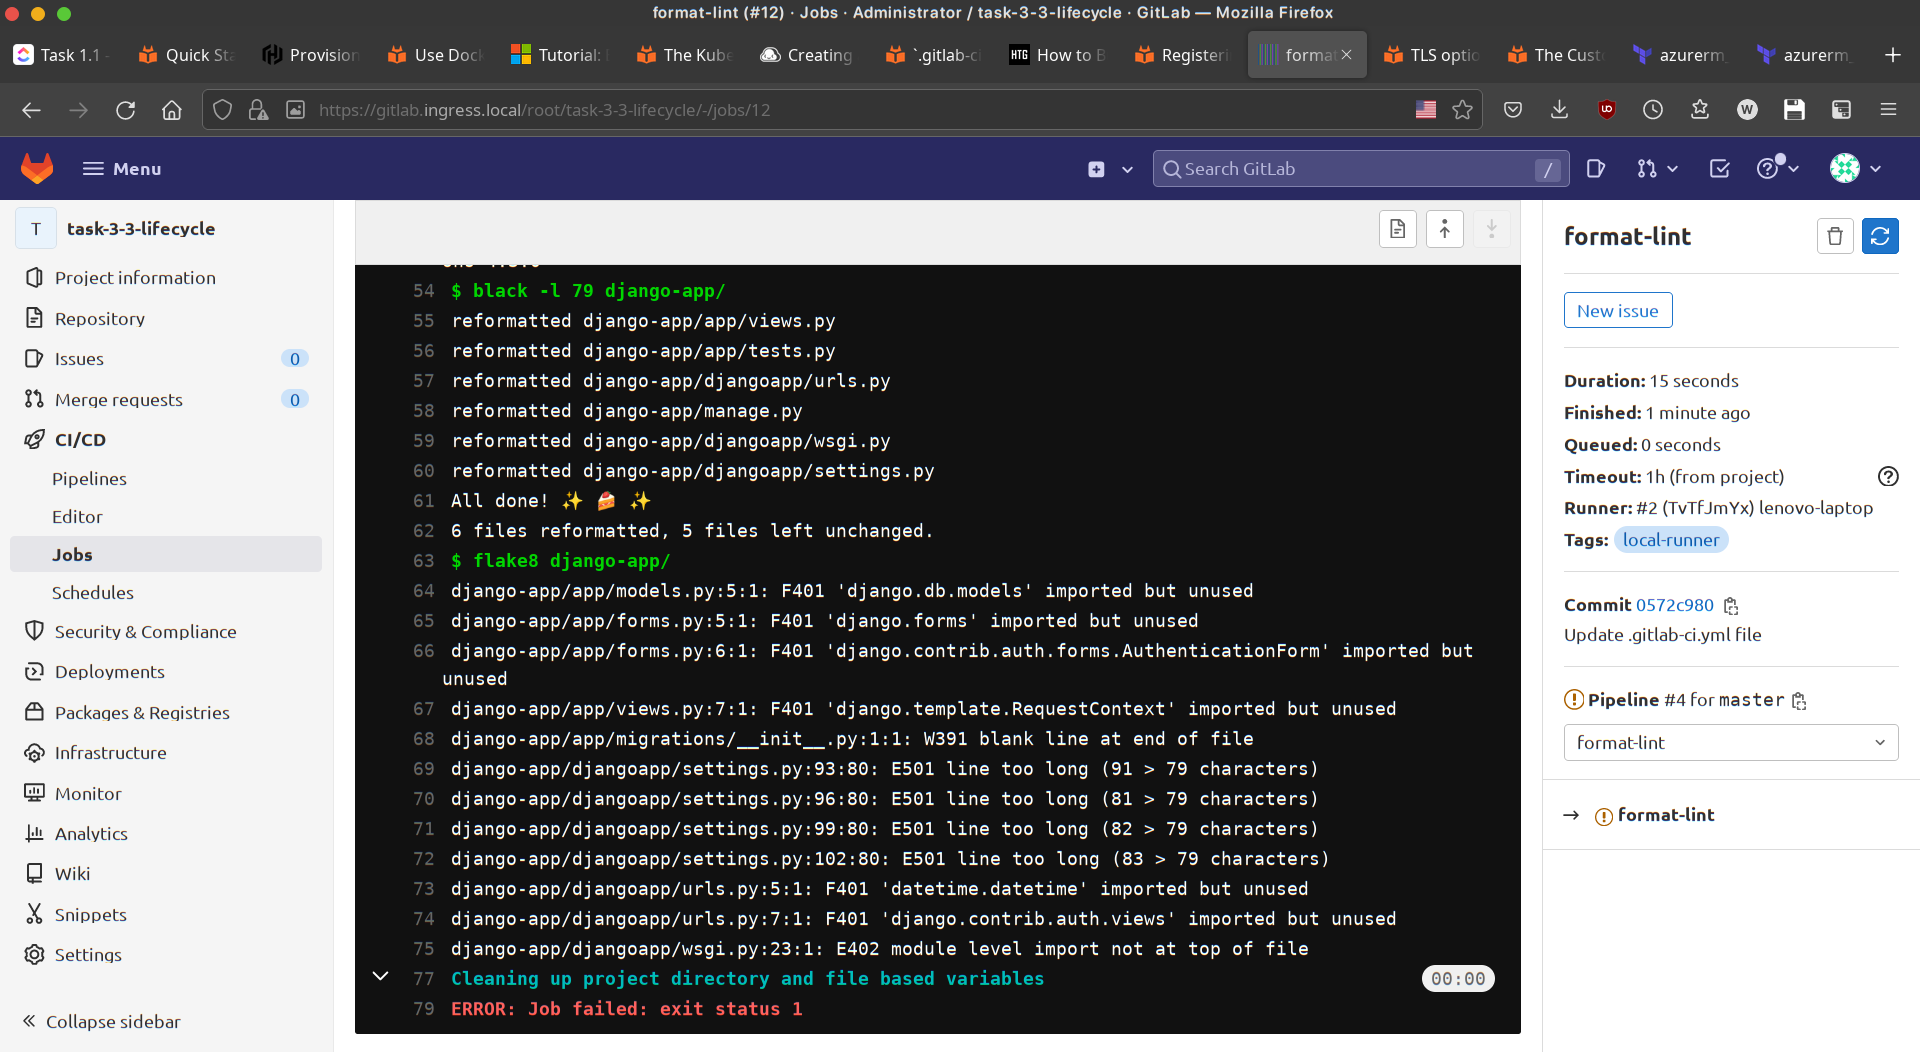 format-lint (#12) · Jobs · Administrator / task-3-3-lifecycle · GitLab — Mozilla Firefox
Task 1.1 -
Quick Sta
Provision
Use Dock
Tutorial:
The Kube
Creating
`.gitlab-ci
HTG How to B
Registeri
format
TLS optio
The Cust
azurerm_
azurerm_
https://gitlab.ingress.local/root/task-3-3-lifecycle/-/jobs/12
Menu
Search GitLab
/
T task-3-3-lifecycle
Project information
Repository
Issues 0
Merge requests 0
CI/CD
Pipelines
Editor
Jobs
Schedules
Security & Compliance
Deployments
Packages & Registries
Infrastructure
Monitor
Analytics
Wiki
Snippets
Settings
Collapse sidebar
54 $ black -l 79 django-app/
55 reformatted django-app/app/views.py
56 reformatted django-app/app/tests.py
57 reformatted django-app/djangoapp/urls.py
58 reformatted django-app/manage.py
59 reformatted django-app/djangoapp/wsgi.py
60 reformatted django-app/djangoapp/settings.py
61 All done! ✨ 🍰 ✨
62 6 files reformatted, 5 files left unchanged.
63 $ flake8 django-app/
64 django-app/app/models.py:5:1: F401 'django.db.models' imported but unused
65 django-app/app/forms.py:5:1: F401 'django.forms' imported but unused
66 django-app/app/forms.py:6:1: F401 'django.contrib.auth.forms.AuthenticationForm' imported but
unused
67 django-app/app/views.py:7:1: F401 'django.template.RequestContext' imported but unused
68 django-app/app/migrations/__init__.py:1:1: W391 blank line at end of file
69 django-app/djangoapp/settings.py:93:80: E501 line too long (91 > 79 characters)
70 django-app/djangoapp/settings.py:96:80: E501 line too long (81 > 79 characters)
71 django-app/djangoapp/settings.py:99:80: E501 line too long (82 > 79 characters)
72 django-app/djangoapp/settings.py:102:80: E501 line too long (83 > 79 characters)
73 django-app/djangoapp/urls.py:5:1: F401 'datetime.datetime' imported but unused
74 django-app/djangoapp/urls.py:7:1: F401 'django.contrib.auth.views' imported but unused
75 django-app/djangoapp/wsgi.py:23:1: E402 module level import not at top of file
77 Cleaning up project directory and file based variables 00:00
79 ERROR: Job failed: exit status 1
format-lint
New issue
Duration: 15 seconds
Finished: 1 minute ago
Queued: 0 seconds
Timeout: 1h (from project)
Runner: #2 (TvTfJmYx) lenovo-laptop
Tags: local-runner
Commit 0572c980
Update .gitlab-ci.yml file
Pipeline #4 for master
format-lint
→ format-lint